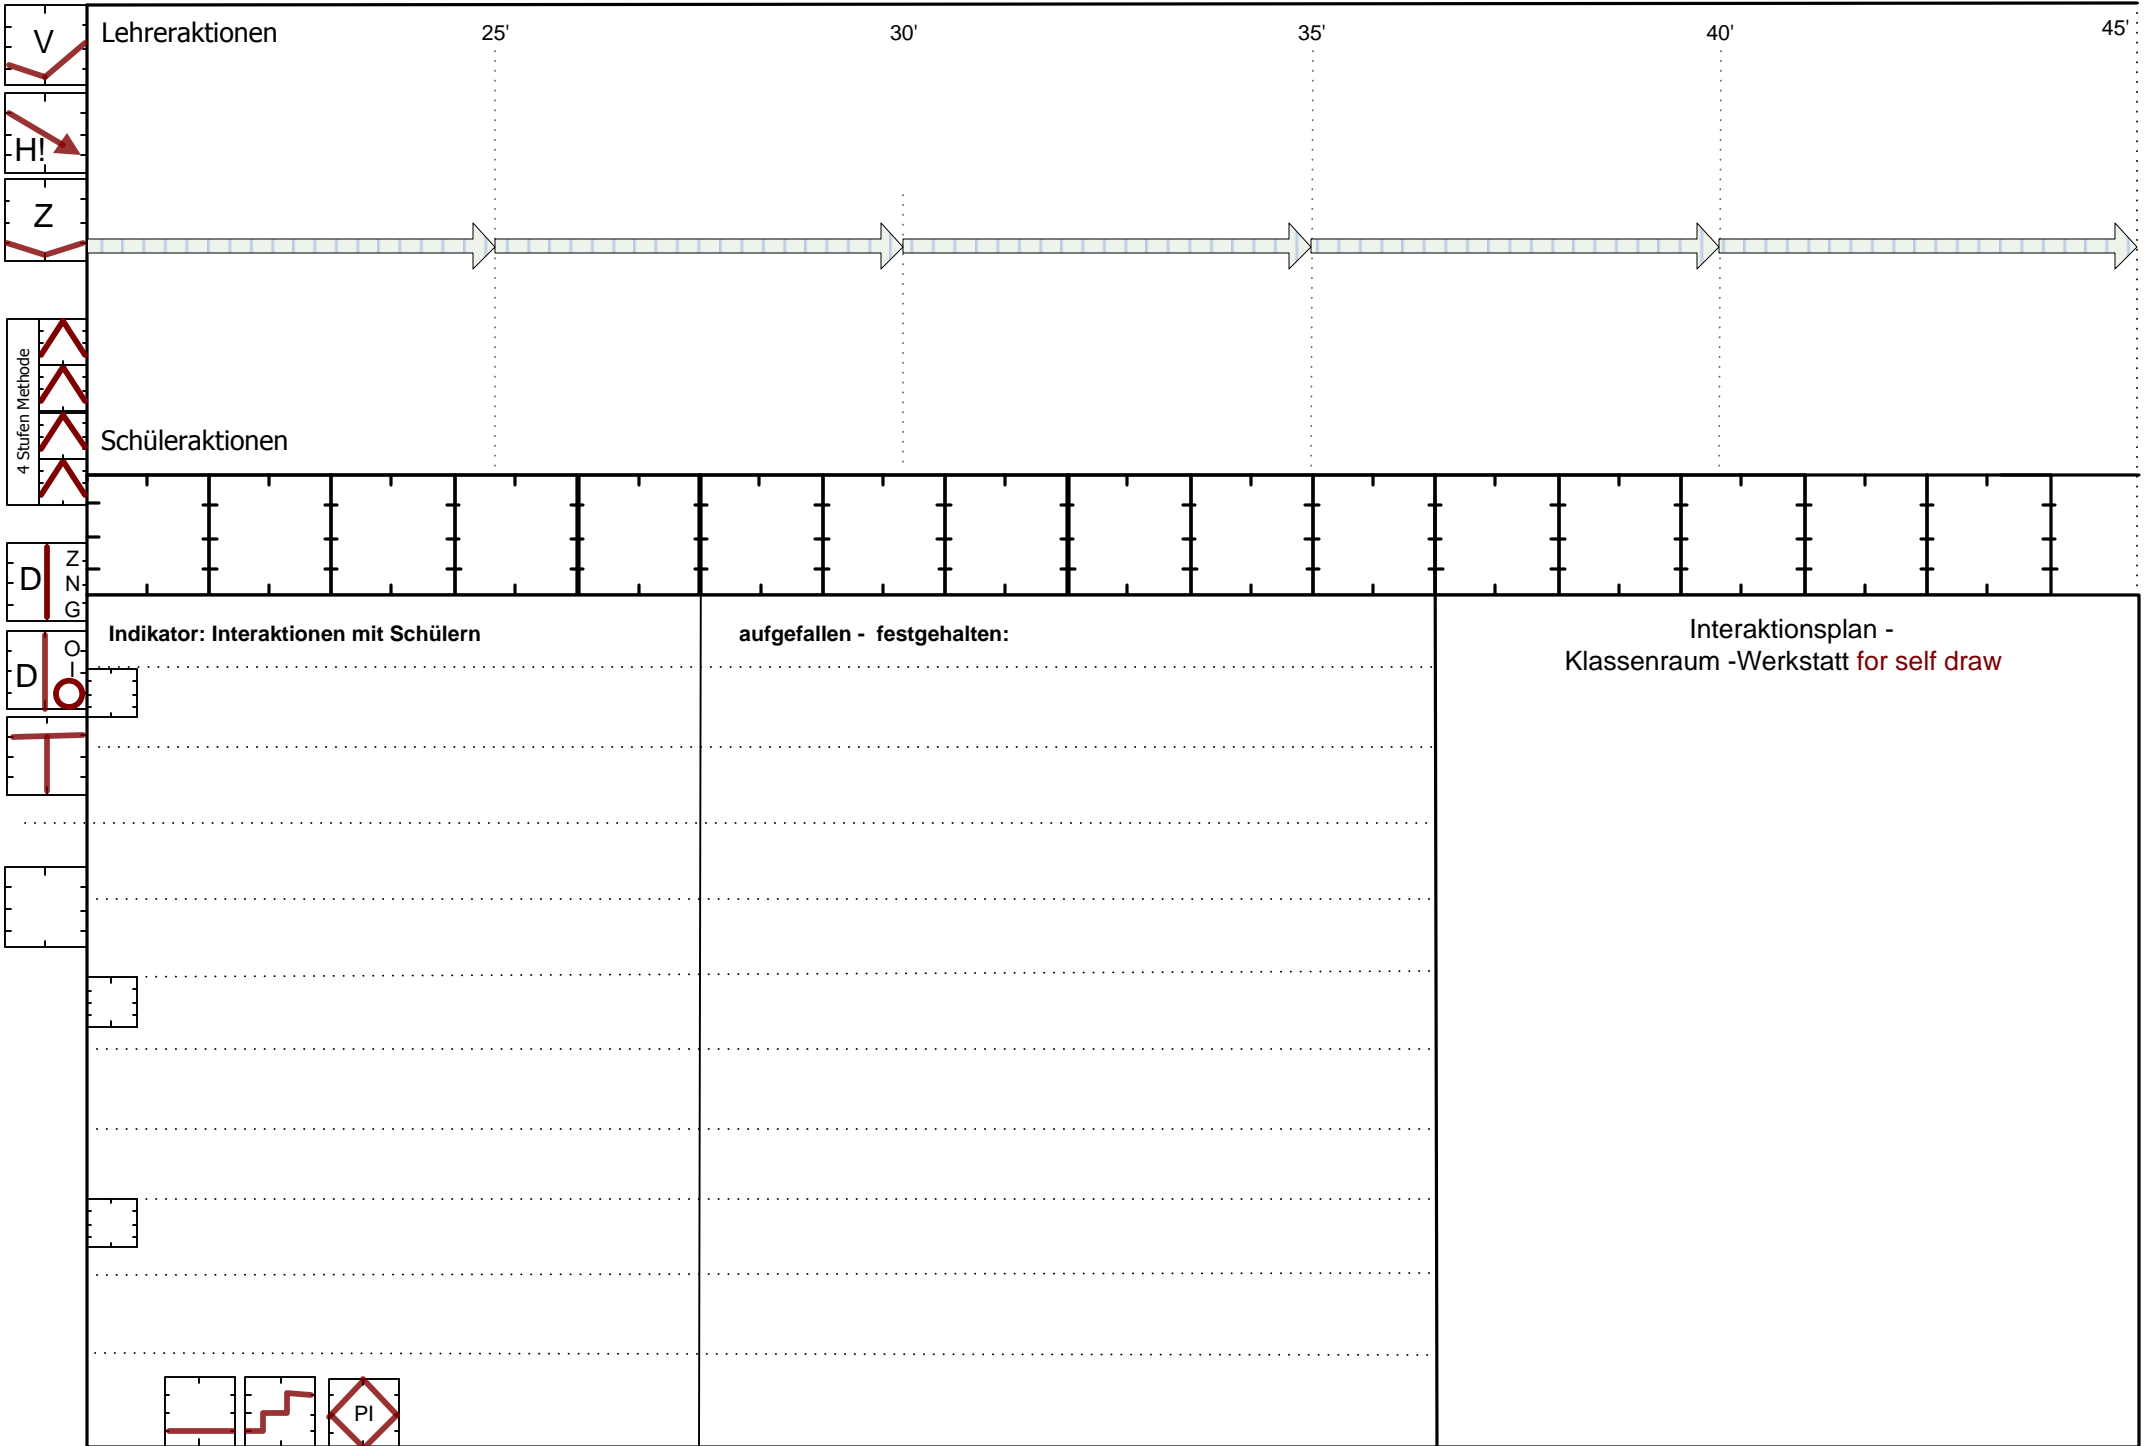 V
Lehreraktionen
25'
30'
35'
40'
45'
H!
Z
4 Stufen Methode
Schüleraktionen
D
Z
N
G
Indikator: Interaktionen mit Schülern
aufgefallen - festgehalten:
Interaktionsplan -
Klassenraum -Werkstatt for self draw
D
O
I
PI